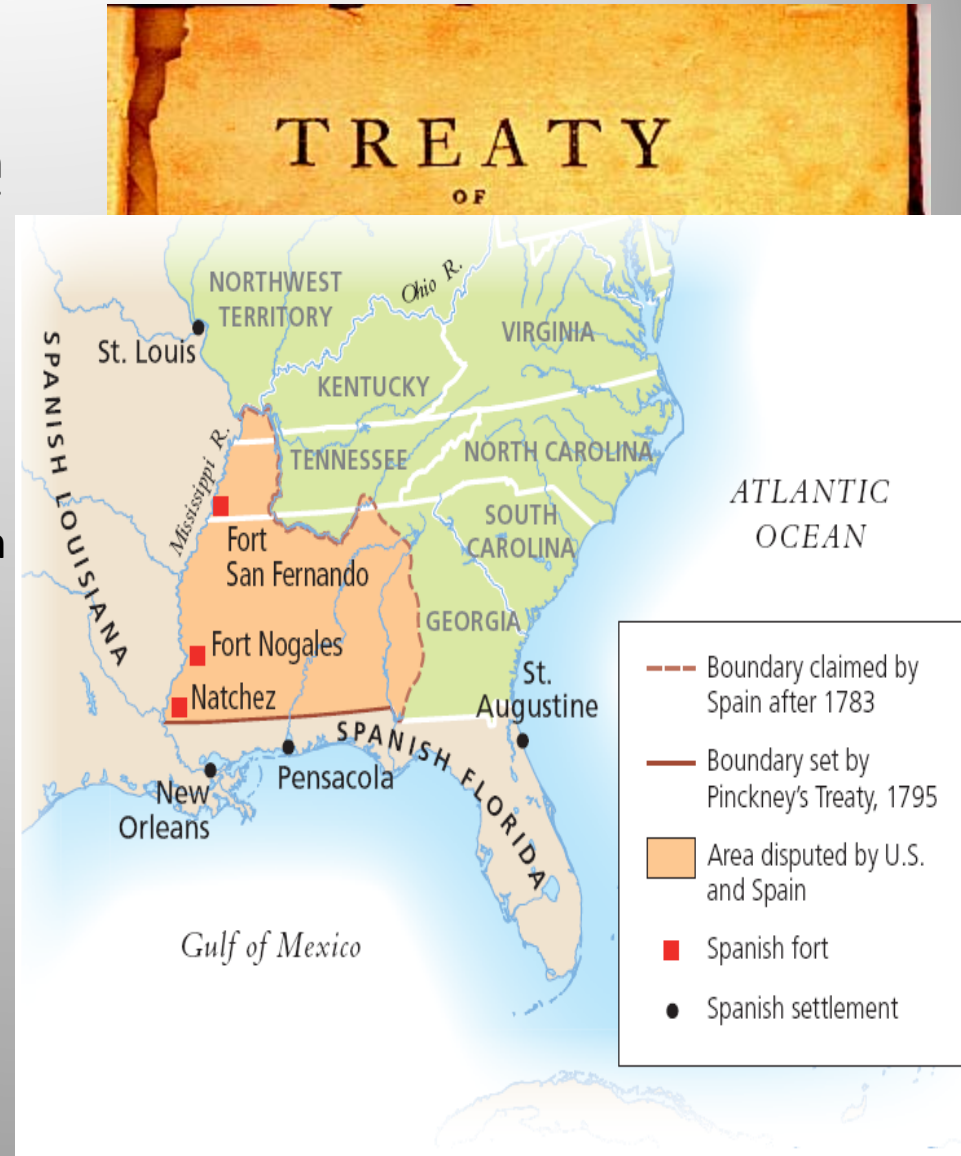 TREATY
OF
NORTHWEST
TERRITORY
Ohio R.
VIRGINIA
St. Louis
KENTUCKY
SPANISH LOUISIANA
Mississippi R.
TENNESSEE
NORTH CAROLINA
ATLANTIC
OCEAN
SOUTH
CAROLINA
Fort
San Fernando
GEORGIA
Fort Nogales
St.
Augustine
Natchez
SPANISH FLORIDA
Pensacola
New
Orleans
Gulf of Mexico
Boundary claimed by
Spain after 1783
Boundary set by
Pinckney's Treaty, 1795
Area disputed by U.S.
and Spain
Spanish fort
Spanish settlement